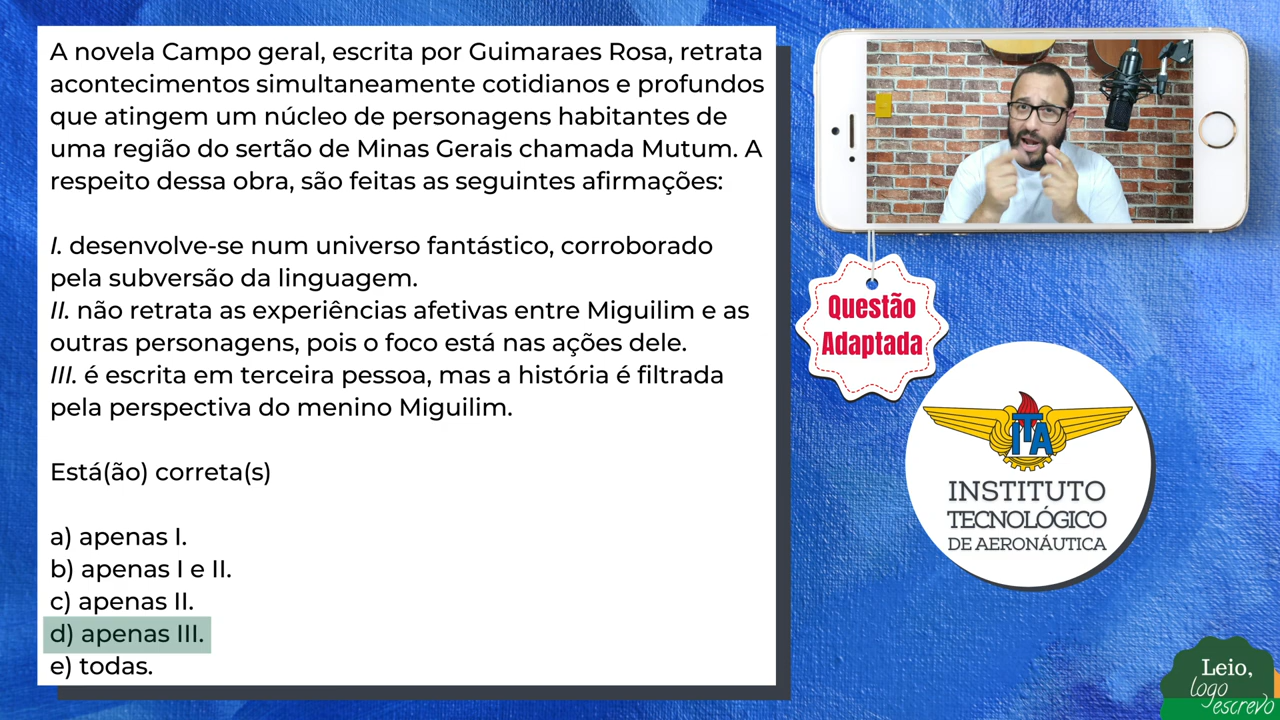 A novela Campo geral, escrita por Guimaraes Rosa, retrata
acontecimentos simultaneamente cotidianos e profundos
que atingem um núcleo de personagens habitantes de
uma região do sertão de Minas Gerais chamada Mutum. A
respeito dessa obra, são feitas as seguintes afirmações:
I. desenvolve-se num universo fantástico, corroborado
pela subversão da linguagem.
II. não retrata as experiências afetivas entre Miguilim e as
outras personagens, pois o foco está nas ações dele.
III. é escrita em terceira pessoa, mas a história é filtrada
pela perspectiva do menino Miguilim.
Está(ão) correta(s)
a) apenas I.
b) apenas I e II.
c) apenas II.
d) apenas III.
e) todas.
Questão
Adaptada
ITA
INSTITUTO
TECNOLÓGICO
DE AERONÁUTICA
Leio,
logo
escrevo